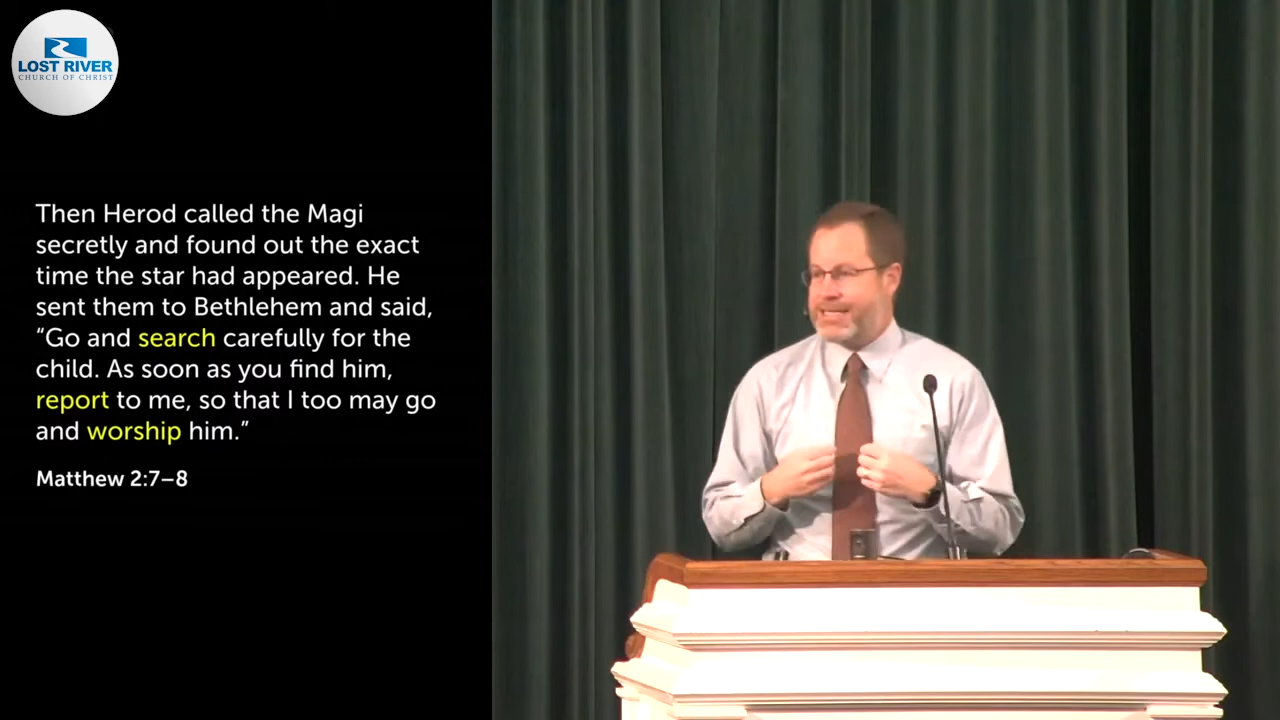 LOST RIVER
CHURCH OF CHRIST
Then Herod called the Magi
secretly and found out the exact
time the star had appeared. He
sent them to Bethlehem and said,
“Go and search carefully for the
child. As soon as you find him,
report to me, so that I too may go
and worship him.”
Matthew 2:7–8